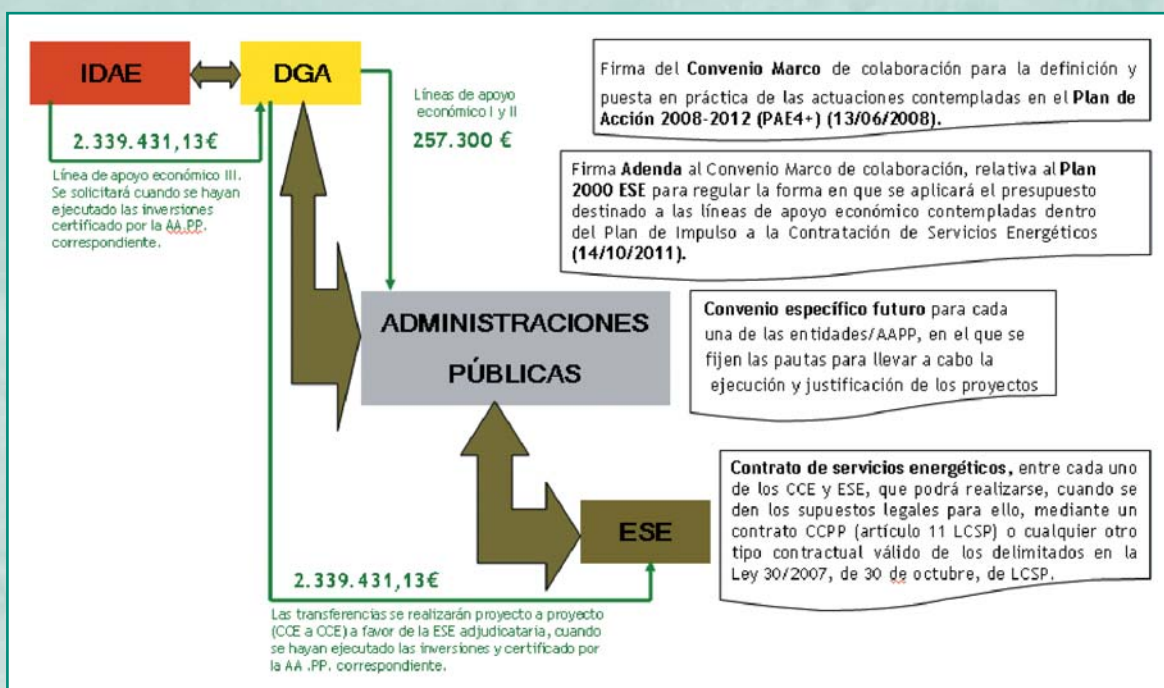 IDAE
DGA
2.339.431,13€
Línea de apoyo económico III.
Se solicitará cuando se hayan
ejecutado las inversiones
certificado por la AA.PP.
correspondiente.
Líneas de apoyo
económico I y II
257.300 €
Firma del Convenio Marco de colaboración para la definición y
puesta en práctica de las actuaciones contempladas en el Plan de
Acción 2008-2012 (PAE4+) (13/06/2008).
Firma Adenda al Convenio Marco de colaboración, relativa al Plan
2000 ESE para regular la forma en que se aplicará el presupuesto
destinado a las líneas de apoyo económico contempladas dentro
del Plan de Impulso a la Contratación de Servicios Energéticos
(14/10/2011).
ADMINISTRACIONES
PÚBLICAS
Convenio específico futuro para cada
una de las entidades/AAPP, en el que se
fijen las pautas para llevar a cabo la
ejecución y justificación de los proyectos
ESE
Contrato de servicios energéticos, entre cada uno
de los CCE y ESE, que podrá realizarse, cuando se
den los supuestos legales para ello, mediante un
contrato CCPP (artículo 11 LCSP) o cualquier otro
tipo contractual válido de los delimitados en la
Ley 30/2007, de 30 de octubre, de LCSP.
2.339.431,13€
Las transferencias se realizarán proyecto a proyecto
(CCE a CCE) a favor de la ESE adjudicataria, cuando
se hayan ejecutado las inversiones y certificado por
la AA .PP. correspondiente.